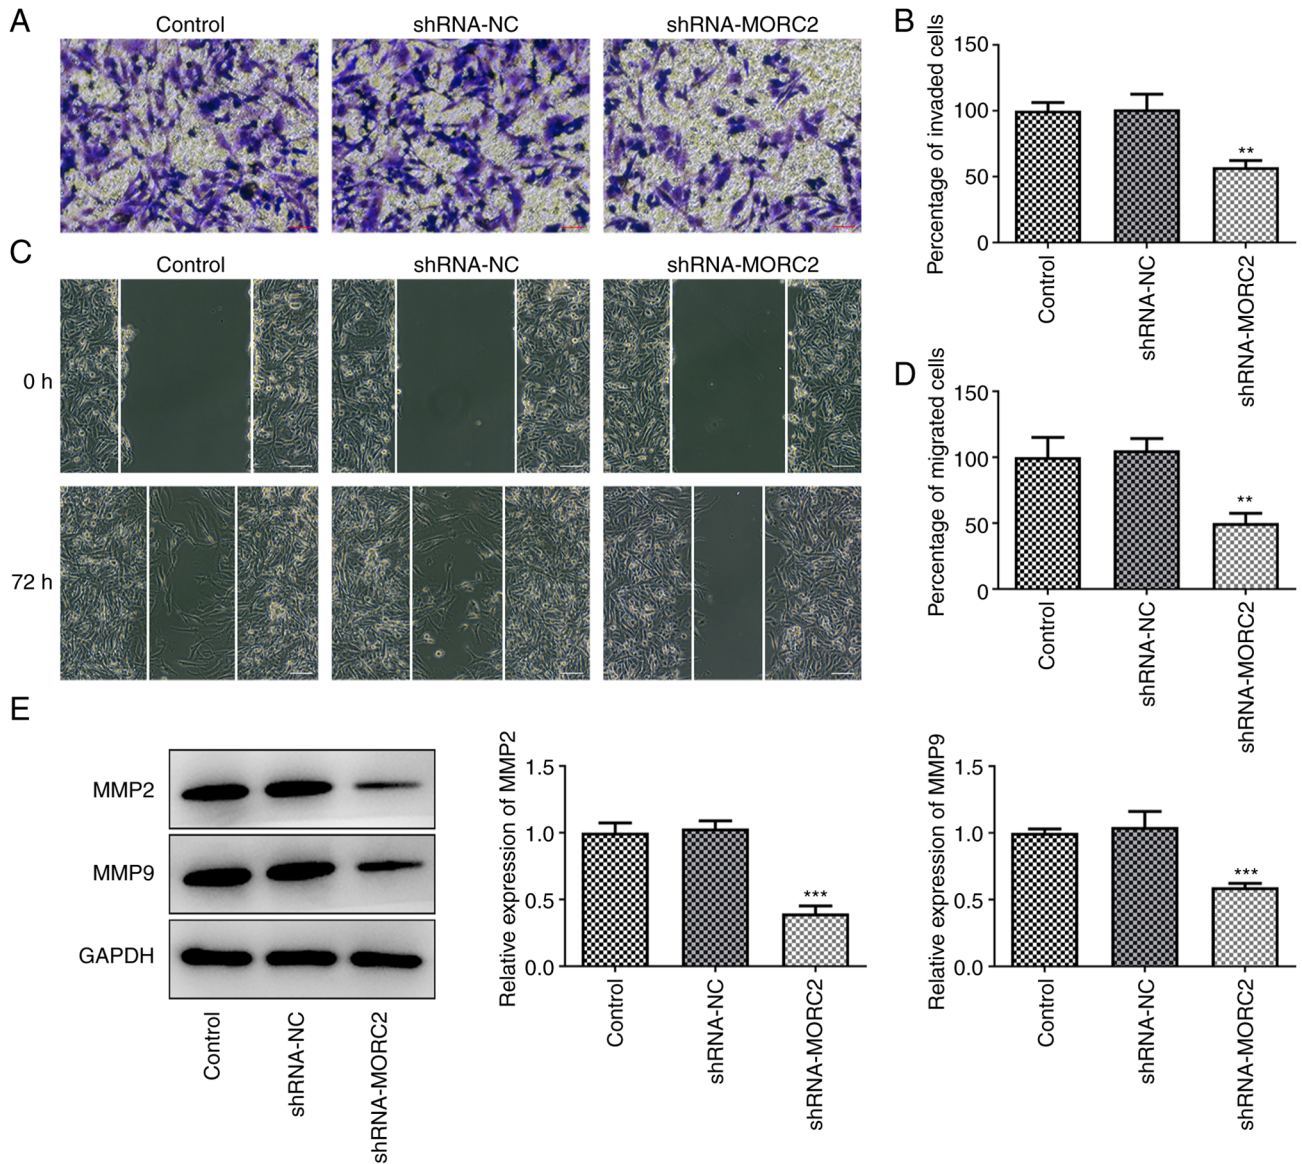 A
Control
shRNA-NC
shRNA-MORC2
B
Percentage of invaded cells
150
100
50
0
**
Control
shRNA-NC
shRNA-MORC2
C
Control
shRNA-NC
shRNA-MORC2
0 h
72 h
D
Percentage of migrated cells
150
100
50
0
**
Control
shRNA-NC
shRNA-MORC2
E
MMP2
MMP9
GAPDH
Control
shRNA-NC
shRNA-MORC2
Relative expression of MMP2
1.5
1.0
0.5
0.0
***
Control
shRNA-NC
shRNA-MORC2
Relative expression of MMP9
1.5
1.0
0.5
0.0
***
Control
shRNA-NC
shRNA-MORC2